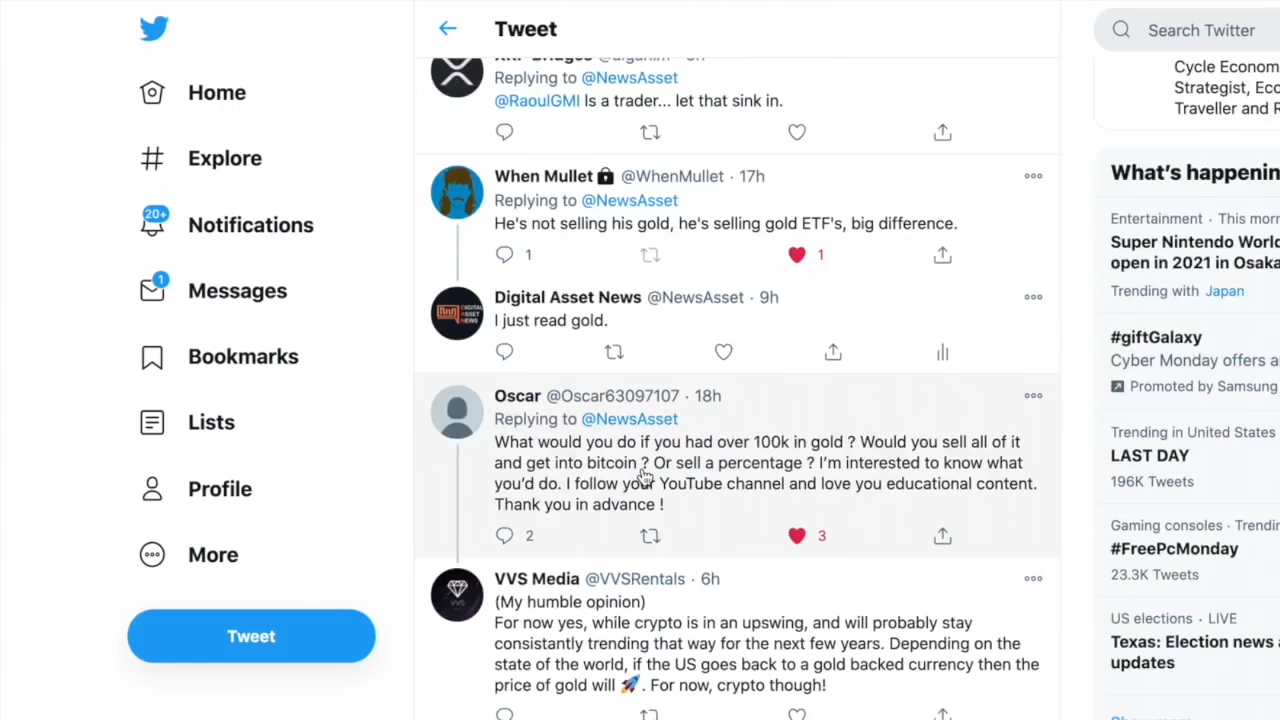 Home
Explore
20+
Notifications
1
Messages
Bookmarks
Lists
Profile
More
Tweet
Tweet
Replying to @NewsAsset
@RaoulGMI Is a trader... let that sink in.
When Mullet @WhenMullet · 17h
Replying to @NewsAsset
He's not selling his gold, he's selling gold ETF's, big difference.
1
1
Digital Asset News @NewsAsset · 9h
I just read gold.
Oscar @Oscar63097107 · 18h
Replying to @NewsAsset
What would you do if you had over 100k in gold ? Would you sell all of it
and get into bitcoin ? Or sell a percentage ? I'm interested to know what
you'd do. I follow your YouTube channel and love you educational content.
Thank you in advance !
2
3
VVS Media @VVSRentals · 6h
(My humble opinion)
For now yes, while crypto is in an upswing, and will probably stay
consistantly trending that way for the next few years. Depending on the
state of the world, if the US goes back to a gold backed currency then the
price of gold will 🚀. For now, crypto though!
Search Twitter
Cycle Econom
Strategist, Eco
Traveller and R
What's happenin
Entertainment · This morn
Super Nintendo World
open in 2021 in Osaka
Trending with Japan
#giftGalaxy
Cyber Monday offers a
Promoted by Samsung
Trending in United States
LAST DAY
196K Tweets
Gaming consoles · Trendin
#FreePcMonday
23.3K Tweets
US elections · LIVE
Texas: Election news a
updates